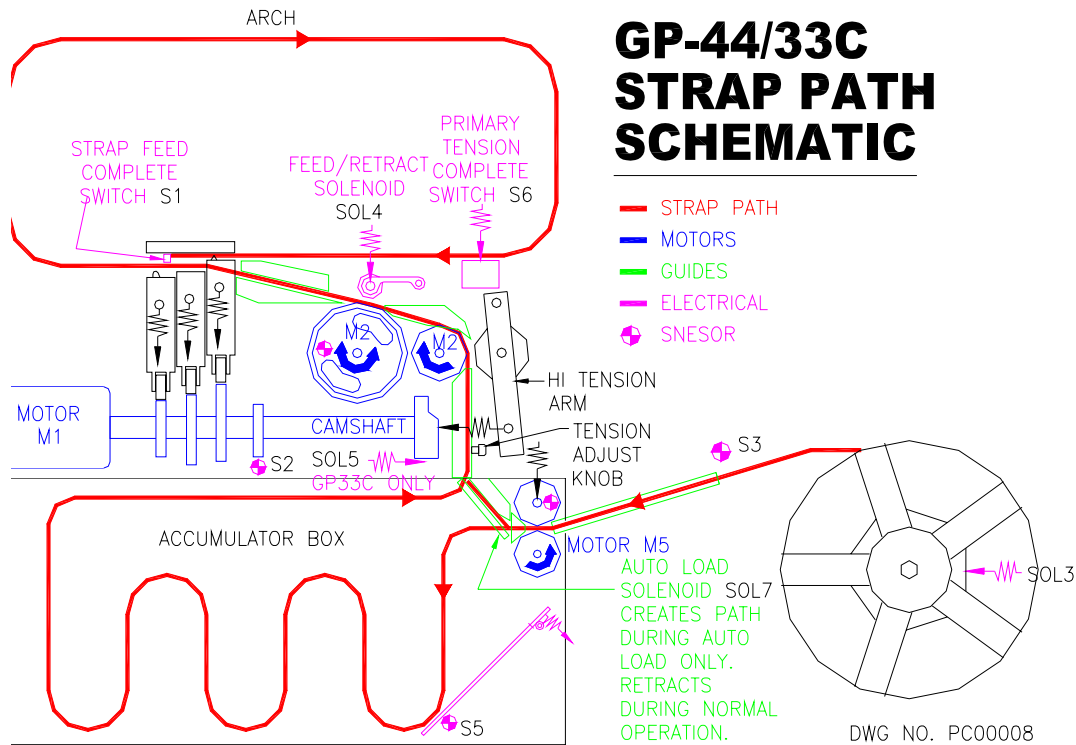 ARCH
GP-44/33C
STRAP PATH
SCHEMATIC
STRAP FEED
COMPLETE
SWITCH S1
FEED/RETRACT
SOLENOID
SOL4
PRIMARY
TENSION
COMPLETE
SWITCH S6
STRAP PATH
MOTORS
GUIDES
ELECTRICAL
SNESOR
M2
M2
HI TENSION
ARM
MOTOR
M1
CAMSHAFT
TENSION
ADJUST
KNOB
S3
S2
SOL5
GP33C ONLY
ACCUMULATOR BOX
MOTOR M5
AUTO LOAD
SOLENOID SOL7
CREATES PATH
DURING AUTO
LOAD ONLY.
RETRACTS
DURING NORMAL
OPERATION.
SOL3
S5
DWG NO. PC00008